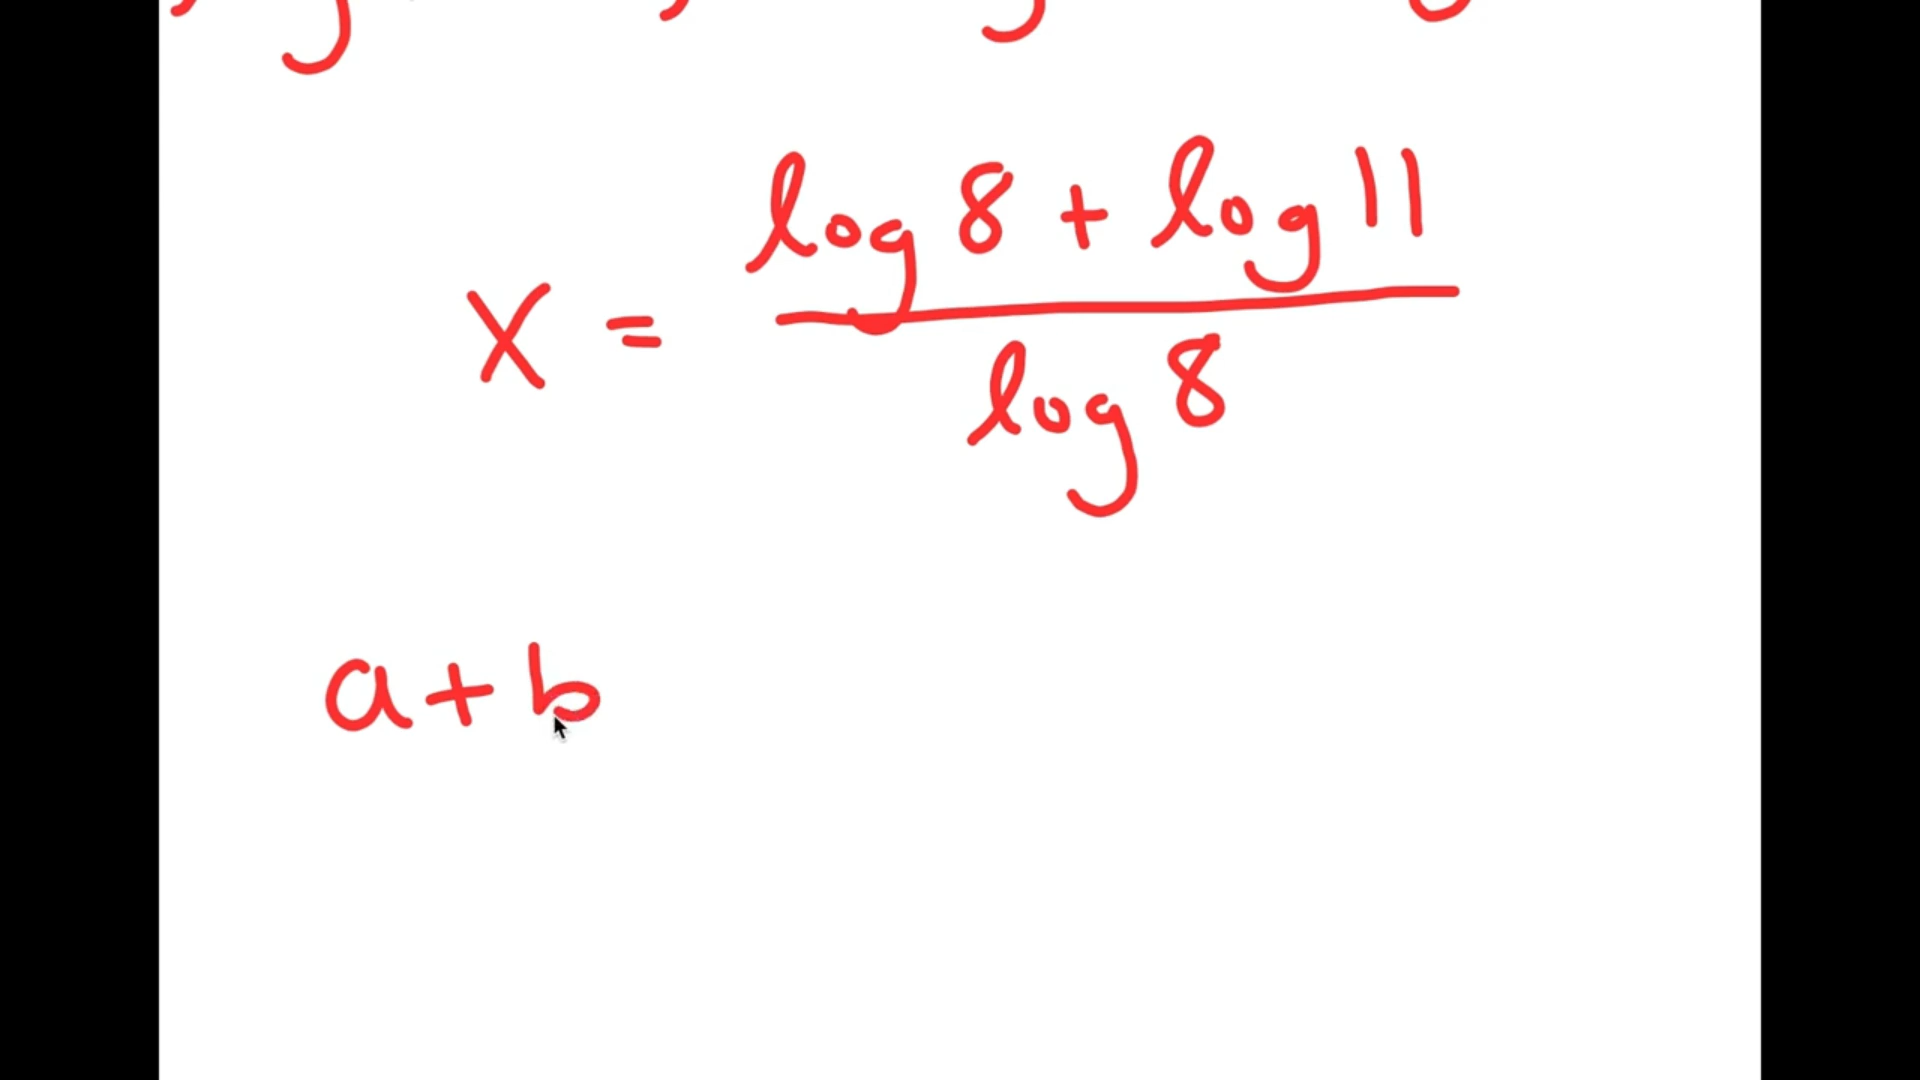 x = (log 8 + log 11) / log 8
a + b